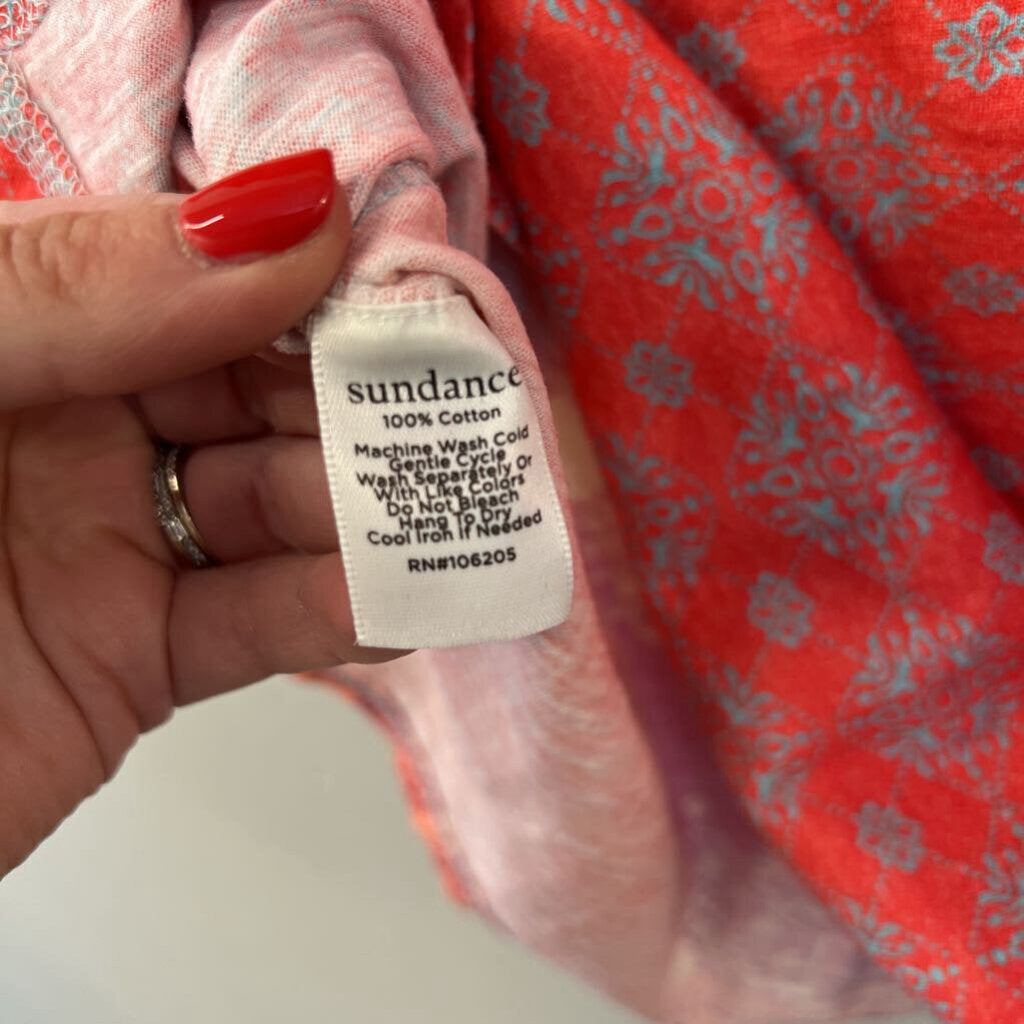 sundance
100% Cotton
Machine Wash Cold
Gentle Cycle
Wash Separately Or
With Like Colors
Do Not Bleach
Hang To Dry
Cool Iron If Needed
RN#106205